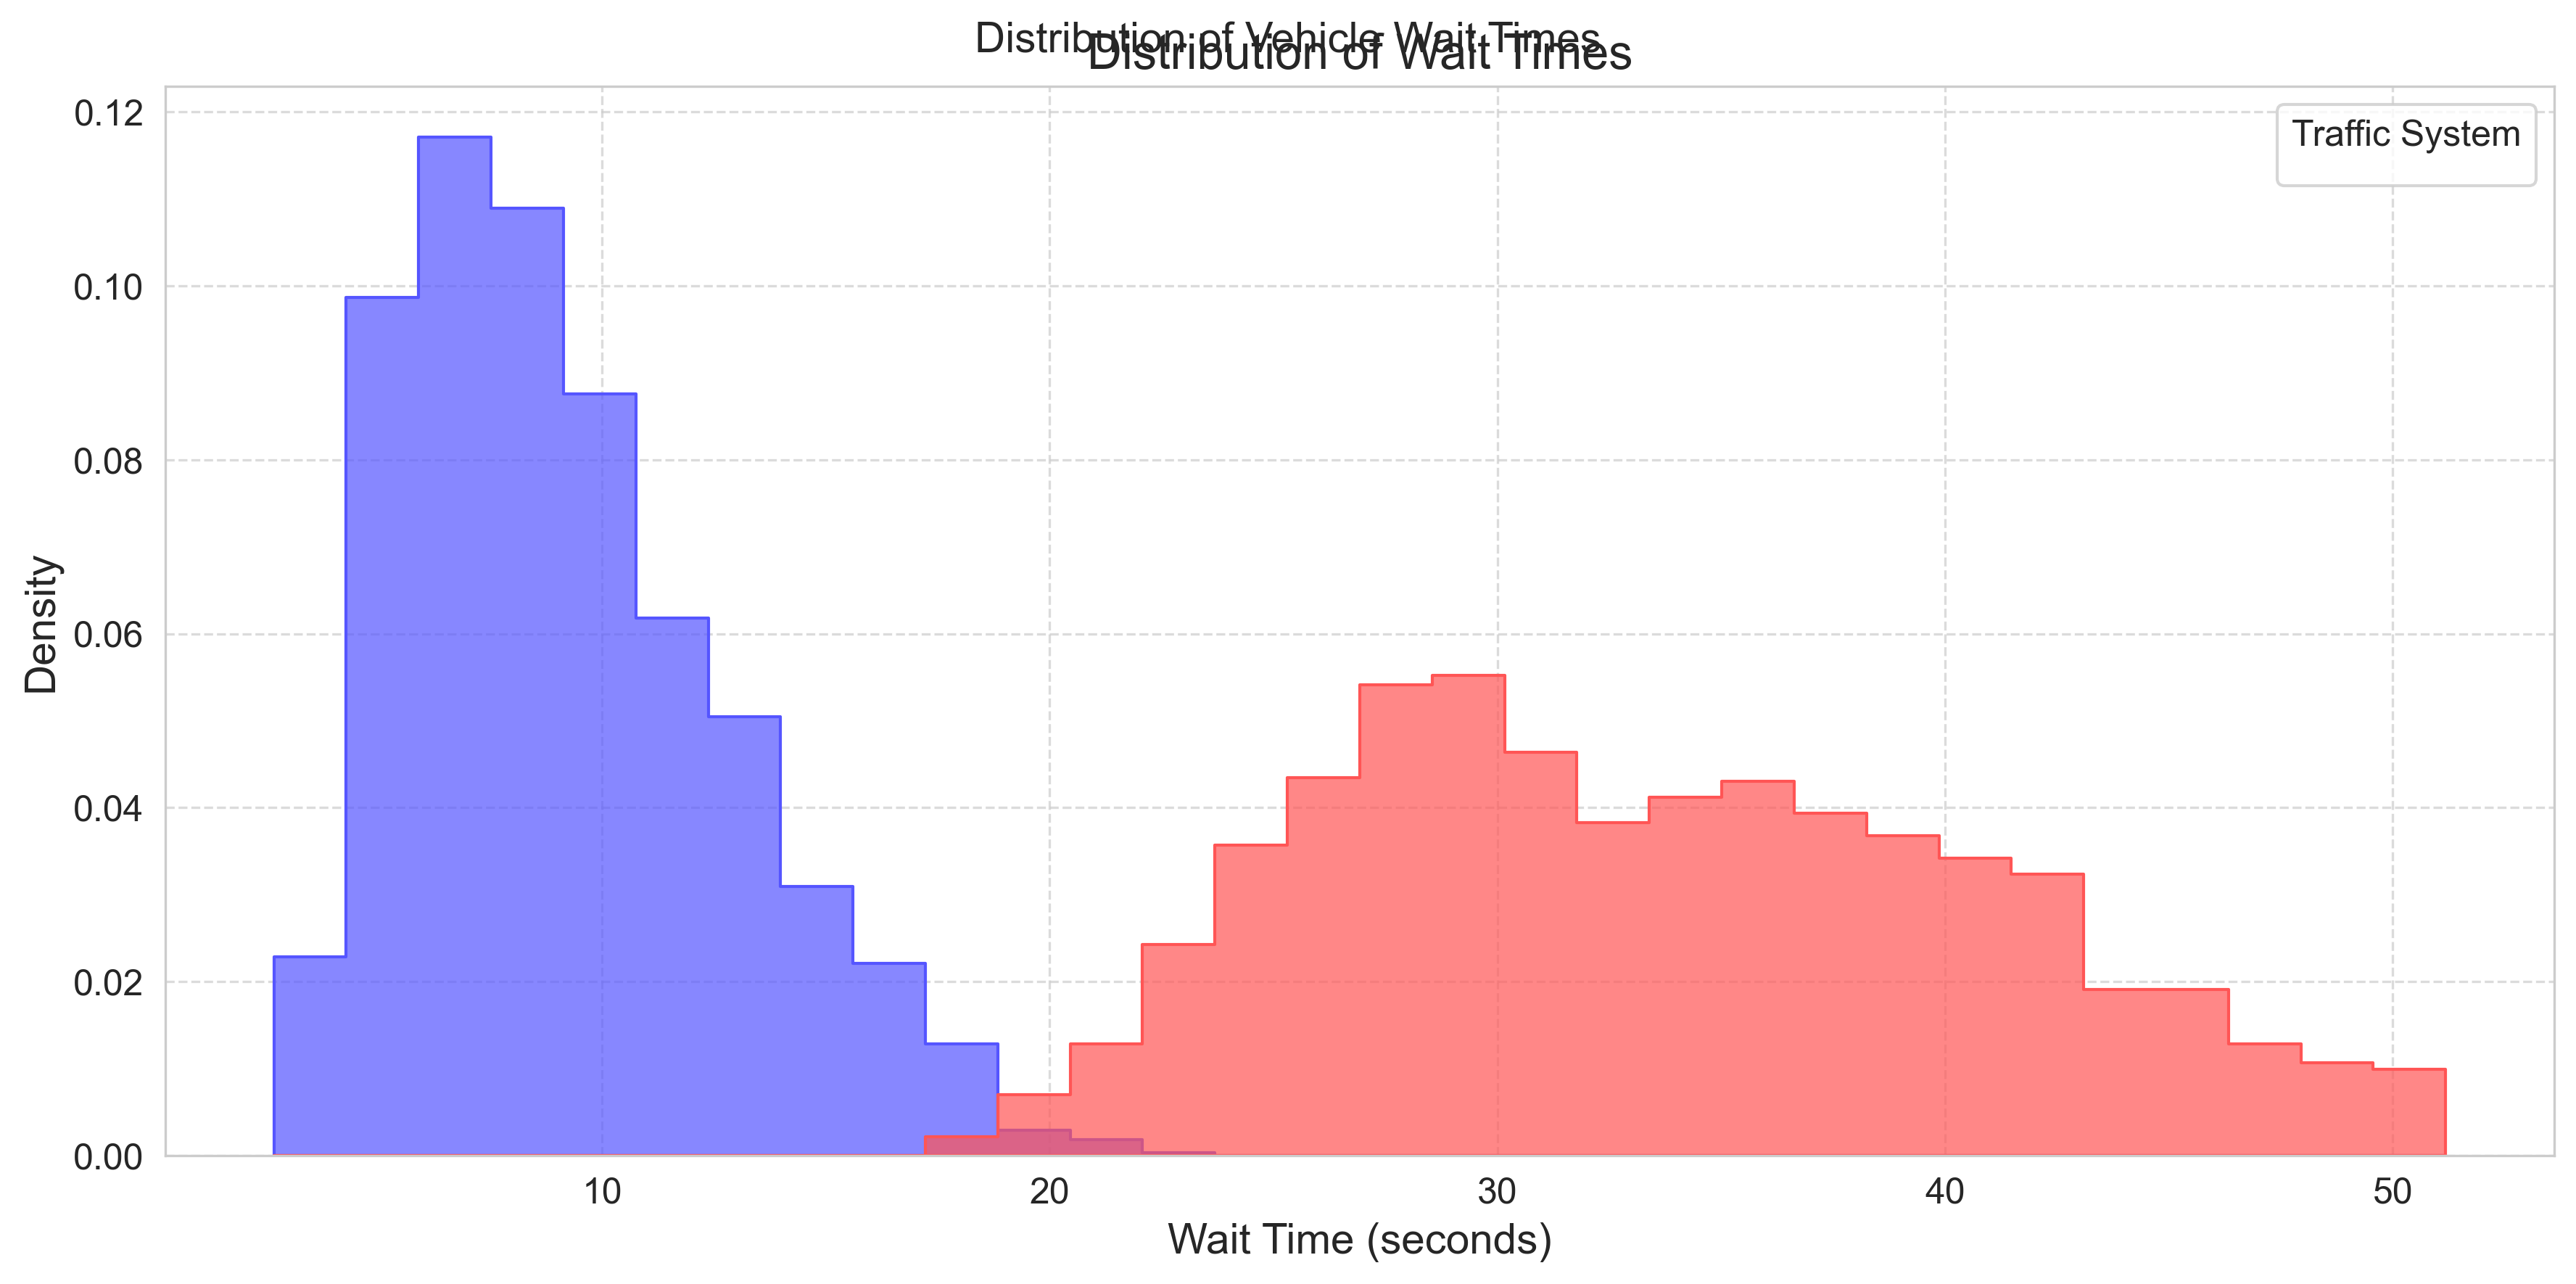 Distribution of Vehicle Wait Times
Distribution of Wait Times
Traffic System
0.12
0.10
0.08
0.06
0.04
0.02
0.00
Density
10 20 30 40 50
Wait Time (seconds)